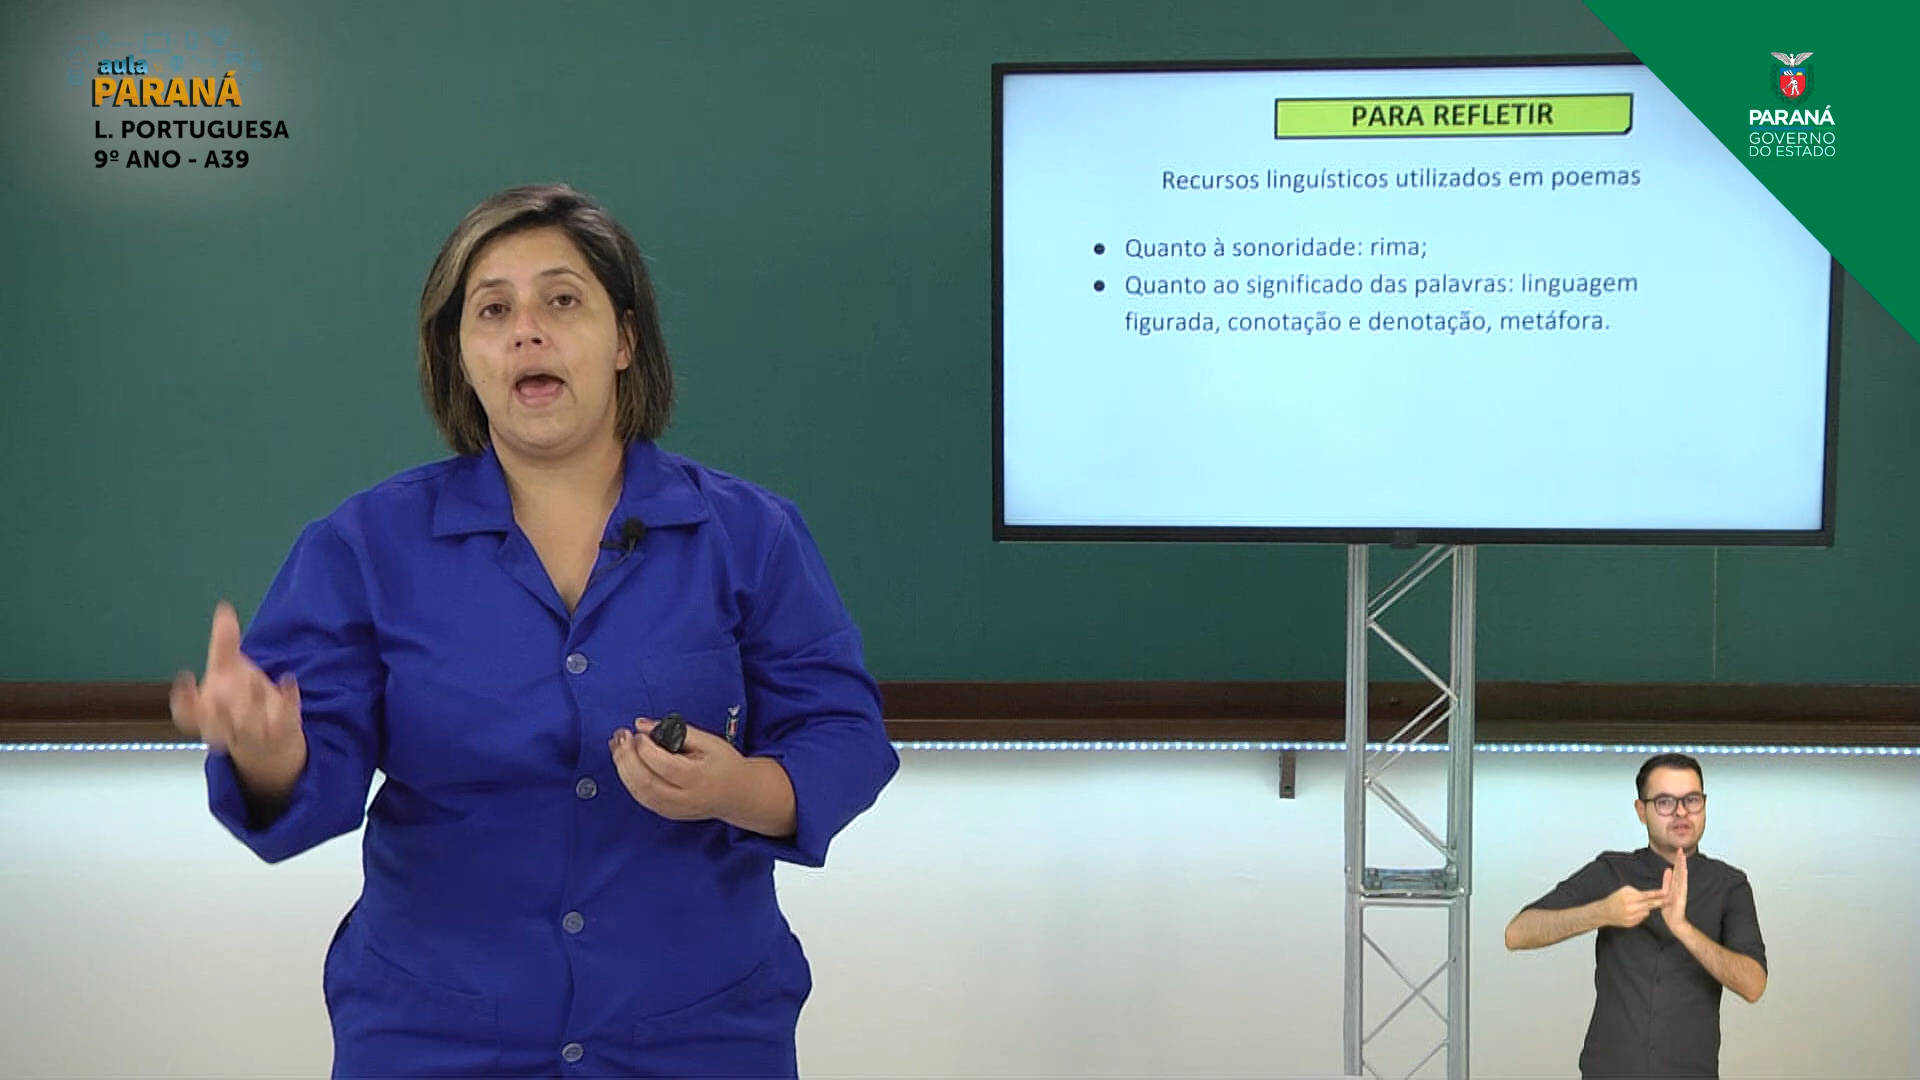 aula
PARANÁ
L. PORTUGUESA
9º ANO - A39
PARA REFLETIR
Recursos linguísticos utilizados em poemas
● Quanto à sonoridade: rima;
● Quanto ao significado das palavras: linguagem
figurada, conotação e denotação, metáfora.
PARANÁ
GOVERNO
DO ESTADO